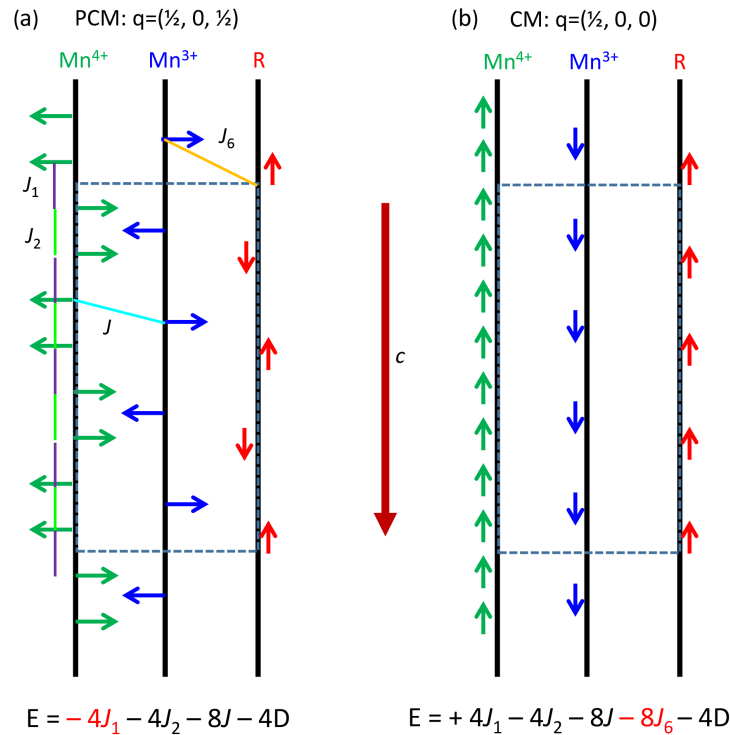 (a) PCM: q=(½, 0, ½)
Mn⁴⁺ Mn³⁺ R
J₆
J₁
J₂
J
E = – 4J₁ – 4J₂ – 8J – 4D
c
(b) CM: q=(½, 0, 0)
Mn⁴⁺ Mn³⁺ R
E = + 4J₁ – 4J₂ – 8J – 8J₆ – 4D